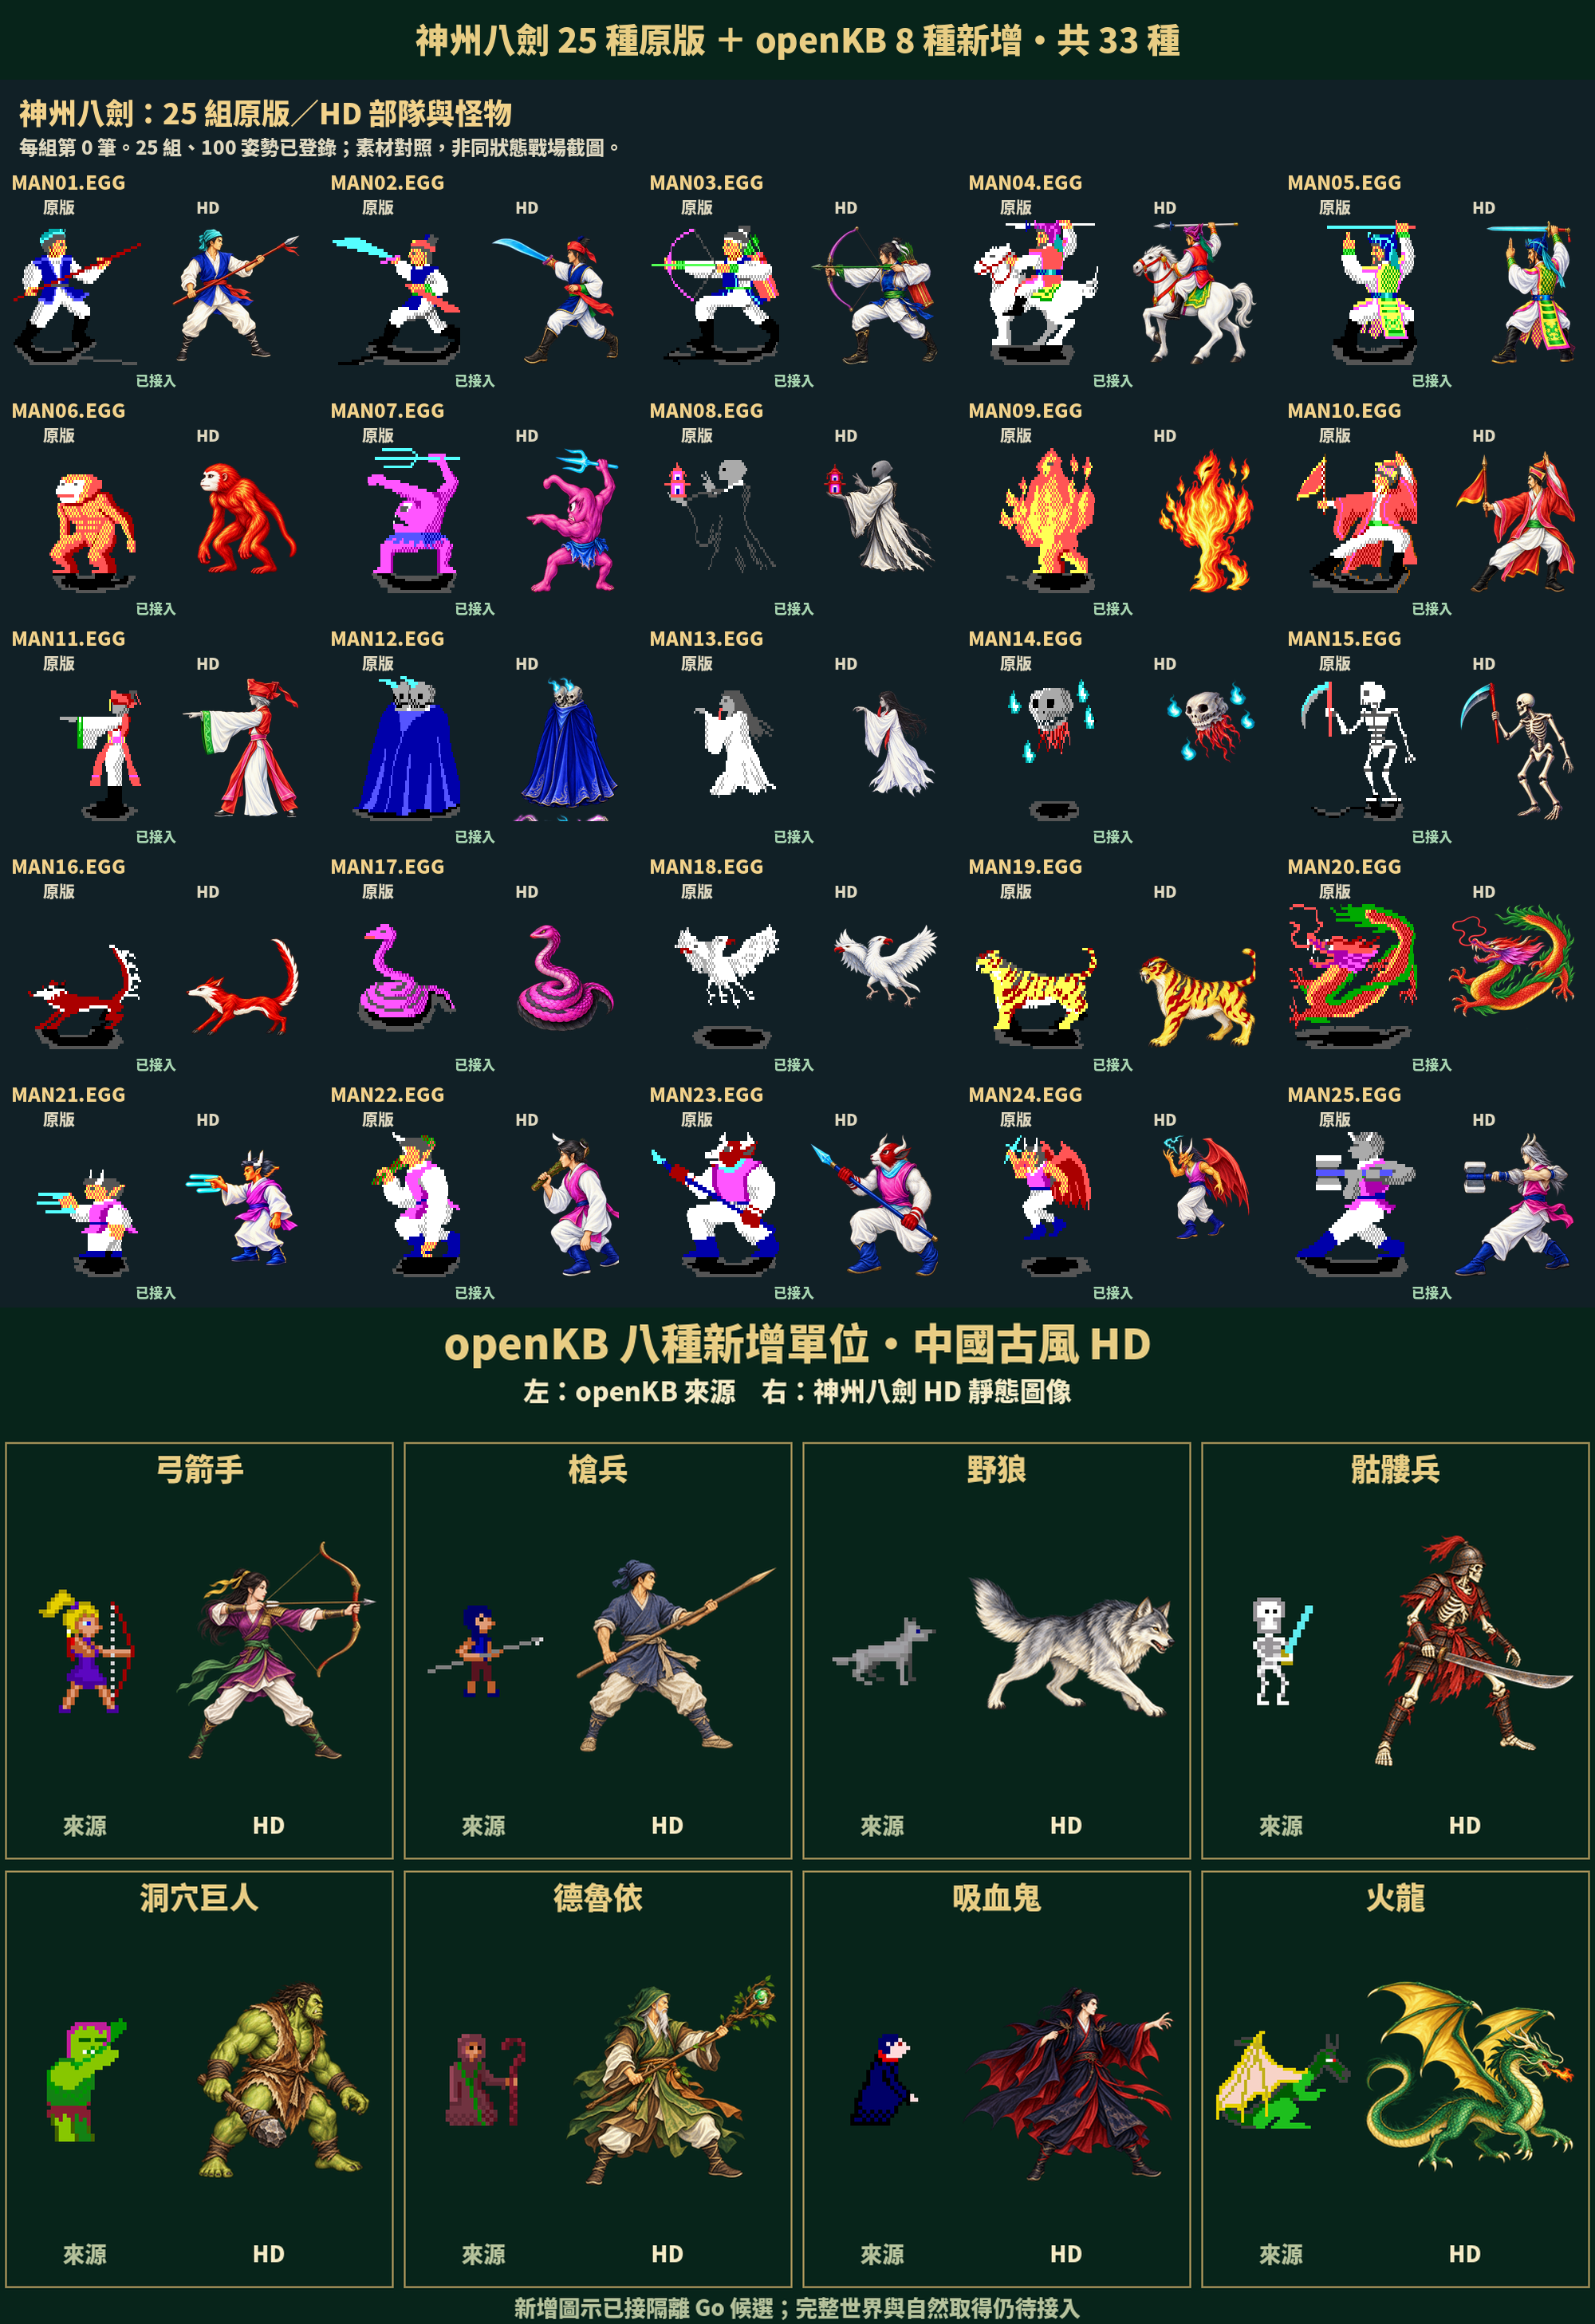 神州八劍 25 種原版 ＋ openKB 8 種新增・共 33 種
神州八劍：25 組原版／HD 部隊與怪物
每組第 0 筆。25 組、100 姿勢已登錄；素材對照，非同狀態戰場截圖。
MAN01.EGG MAN02.EGG MAN03.EGG MAN04.EGG MAN05.EGG
原版 HD 原版 HD 原版 HD 原版 HD 原版 HD
已接入 已接入 已接入 已接入 已接入
MAN06.EGG MAN07.EGG MAN08.EGG MAN09.EGG MAN10.EGG
原版 HD 原版 HD 原版 HD 原版 HD 原版 HD
已接入 已接入 已接入 已接入 已接入
MAN11.EGG MAN12.EGG MAN13.EGG MAN14.EGG MAN15.EGG
原版 HD 原版 HD 原版 HD 原版 HD 原版 HD
已接入 已接入 已接入 已接入 已接入
MAN16.EGG MAN17.EGG MAN18.EGG MAN19.EGG MAN20.EGG
原版 HD 原版 HD 原版 HD 原版 HD 原版 HD
已接入 已接入 已接入 已接入 已接入
MAN21.EGG MAN22.EGG MAN23.EGG MAN24.EGG MAN25.EGG
原版 HD 原版 HD 原版 HD 原版 HD 原版 HD
已接入 已接入 已接入 已接入 已接入
openKB 八種新增單位・中國古風 HD
左：openKB 來源　右：神州八劍 HD 靜態圖像
弓箭手 槍兵 野狼 骷髏兵
來源 HD 來源 HD 來源 HD 來源 HD
洞穴巨人 德魯依 吸血鬼 火龍
來源 HD 來源 HD 來源 HD 來源 HD
新增圖示已接隔離 Go 候選；完整世界與自然取得仍待接入